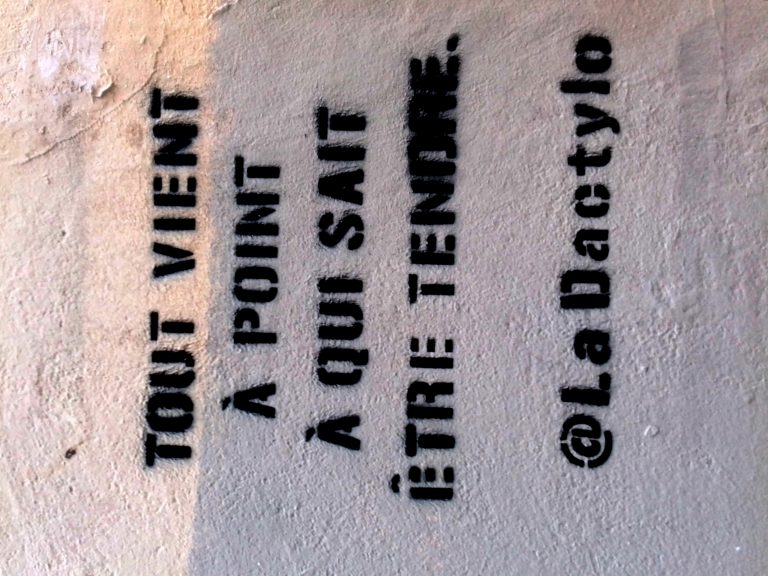 TOUT VIENT
À POINT
À QUI SAIT
ÊTRE TENDRE.
@La Dactylo